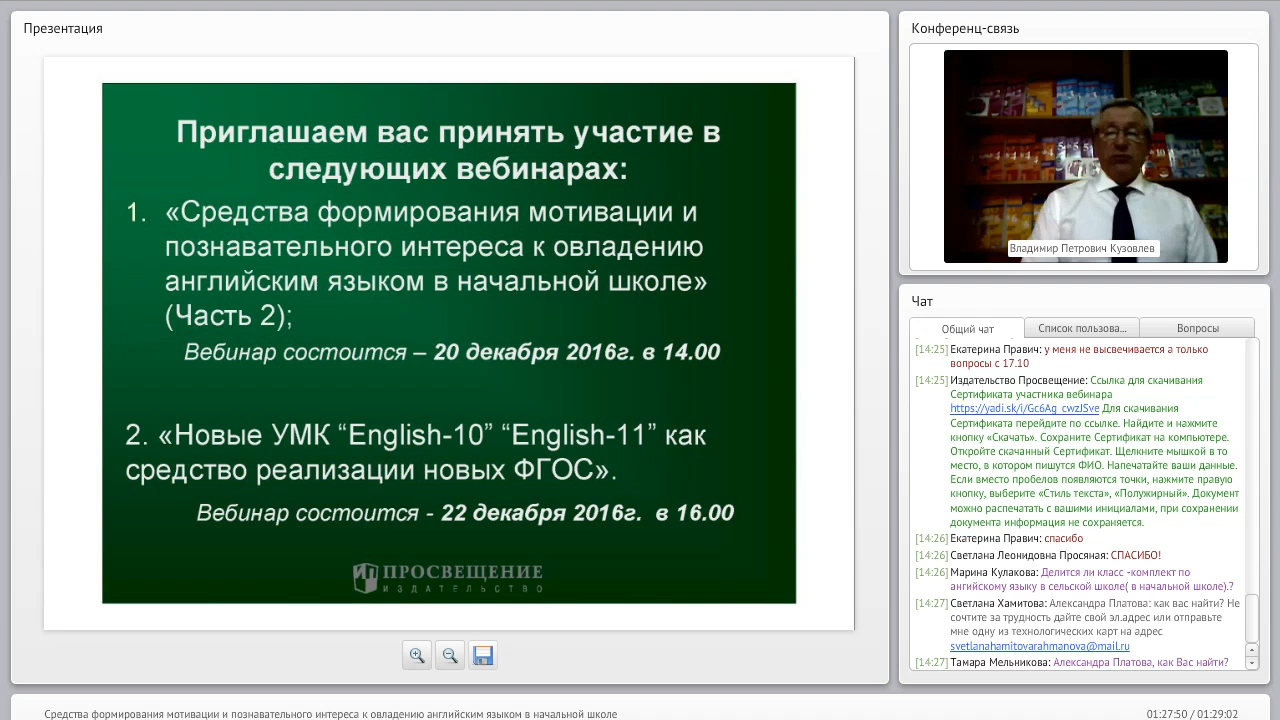 Презентация
Приглашаем вас принять участие в
следующих вебинарах:
1. «Средства формирования мотивации и
познавательного интереса к овладению
английским языком в начальной школе»
(Часть 2);
Вебинар состоится – 20 декабря 2016г. в 14.00
2. «Новые УМК “English-10” “English-11” как
средство реализации новых ФГОС».
Вебинар состоится - 22 декабря 2016г. в 16.00
ПРОСВЕЩЕНИЕ
ИЗДАТЕЛЬСТВО
Конференц-связь
Владимир Петрович Кузовлев
Чат
Общий чат
Список пользова...
Вопросы
[14:25] Екатерина Правич: у меня не высвечивается а только
вопросы с 17.10
[14:25] Издательство Просвещение: Ссылка для скачивания
Сертификата участника вебинара
https://yadi.sk/i/Gc6Ag_cwzJSve Для скачивания
Сертификата перейдите по ссылке. Найдите и нажмите
кнопку «Скачать». Сохраните Сертификат на компьютере.
Откройте скачанный Сертификат. Щелкните мышкой в то
место, в котором пишутся ФИО. Напечатайте ваши данные.
Если вместо пробелов появляются точки, нажмите правую
кнопку, выберите «Стиль текста», «Полужирный». Документ
можно распечатать с вашими инициалами, при сохранении
документа информация не сохраняется.
[14:26] Екатерина Правич: спасибо
[14:26] Светлана Леонидовна Просяная: СПАСИБО!
[14:26] Марина Кулакова: Делится ли класс -комплект по
ангийскому языку в сельской школе( в начальной школе).?
[14:27] Светлана Хамитова: Александра Платова: как вас найти? Не
сочтите за трудность дайте свой эл.адрес или отправьте
мне одну из технологических карт на адрес
svetlanahamitovarahmanova@mail.ru
[14:27] Тамара Мельникова: Александра Платова, как Вас найти?
Средства формирования мотивации и познавательного интереса к овладению английским языком в начальной школе
01:27:50 / 01:29:02